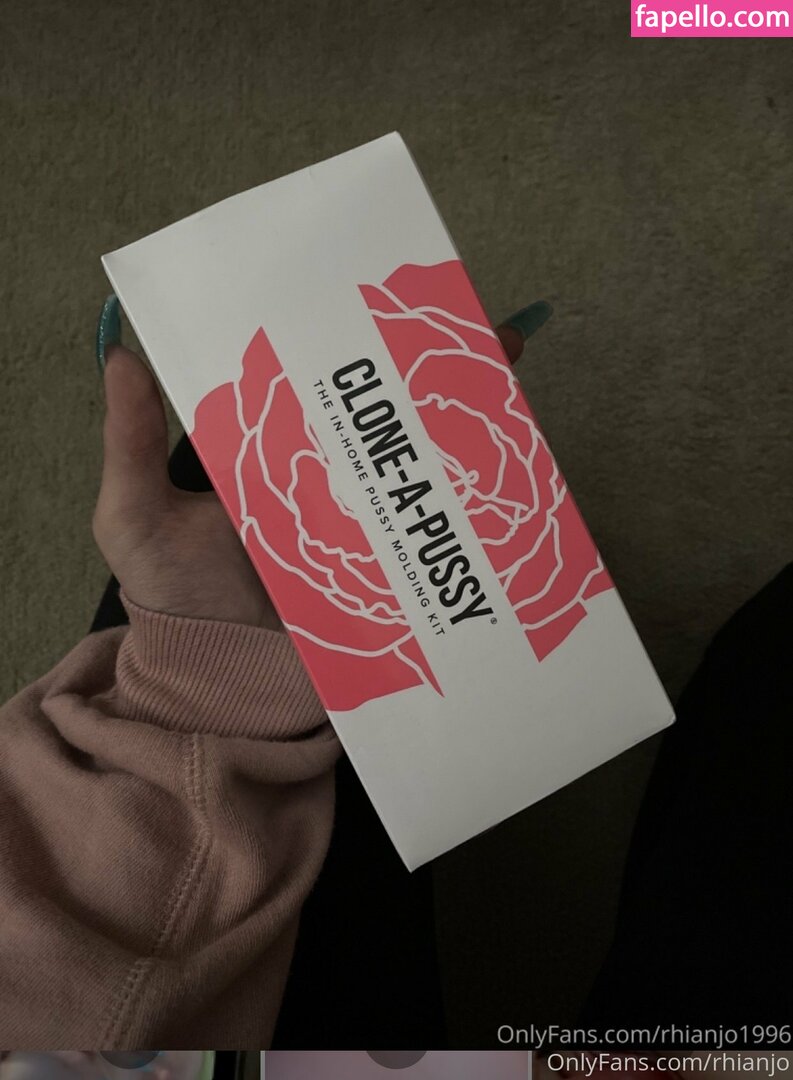 fapello.com
CLONE-A-PUSSY®
THE IN-HOME PUSSY MOLDING KIT
OnlyFans.com/rhianjo1996
OnlyFans.com/rhianjo